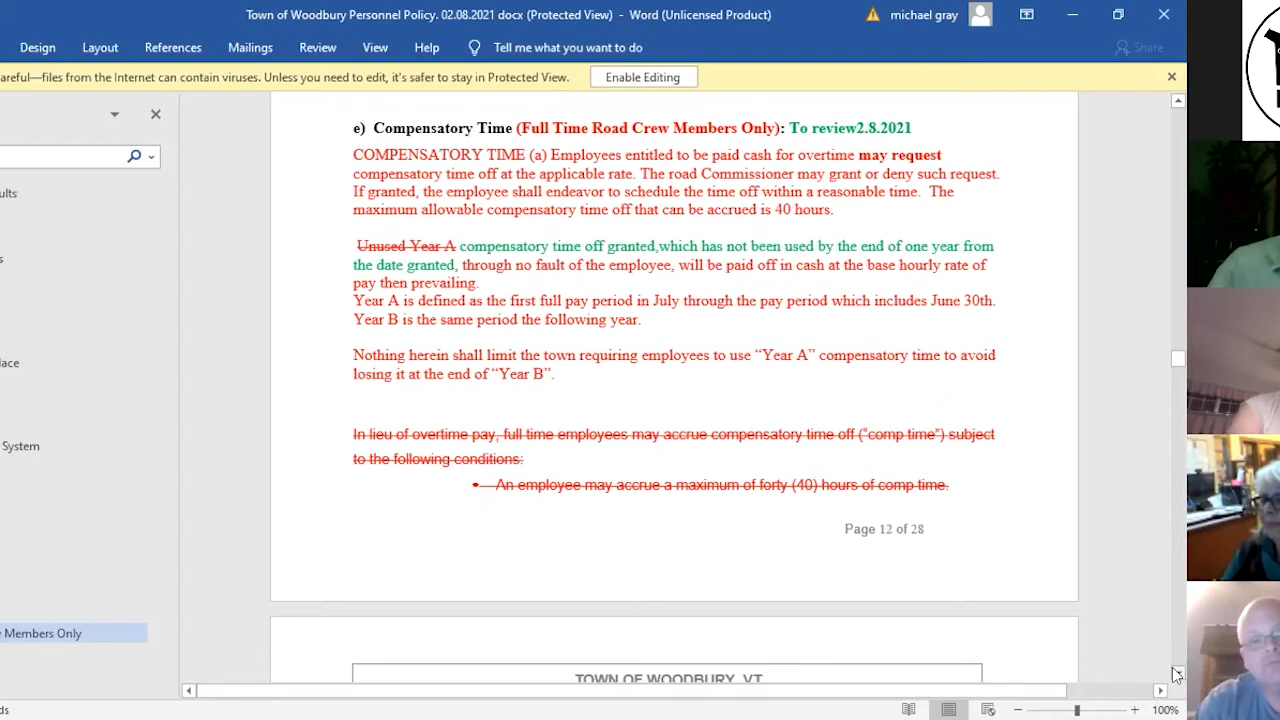 Town of Woodbury Personnel Policy. 02.08.2021 docx (Protected View) - Word (Unlicensed Product)
michael gray
Design Layout References Mailings Review View Help Tell me what you want to do Share
careful—files from the Internet can contain viruses. Unless you need to edit, it's safer to stay in Protected View. Enable Editing
e) Compensatory Time (Full Time Road Crew Members Only): To review2.8.2021
COMPENSATORY TIME (a) Employees entitled to be paid cash for overtime may request
compensatory time off at the applicable rate. The road Commissioner may grant or deny such request.
If granted, the employee shall endeavor to schedule the time off within a reasonable time. The
maximum allowable compensatory time off that can be accrued is 40 hours.
Unused Year A compensatory time off granted,which has not been used by the end of one year from
the date granted, through no fault of the employee, will be paid off in cash at the base hourly rate of
pay then prevailing.
Year A is defined as the first full pay period in July through the pay period which includes June 30th.
Year B is the same period the following year.
Nothing herein shall limit the town requiring employees to use “Year A” compensatory time to avoid
losing it at the end of “Year B”.
In lieu of overtime pay, full time employees may accrue compensatory time off (“comp time”) subject
to the following conditions:
• An employee may accrue a maximum of forty (40) hours of comp time.
Page 12 of 28
TOWN OF WOODBURY, VT
ults
s
lace
System
Members Only
ds
100%